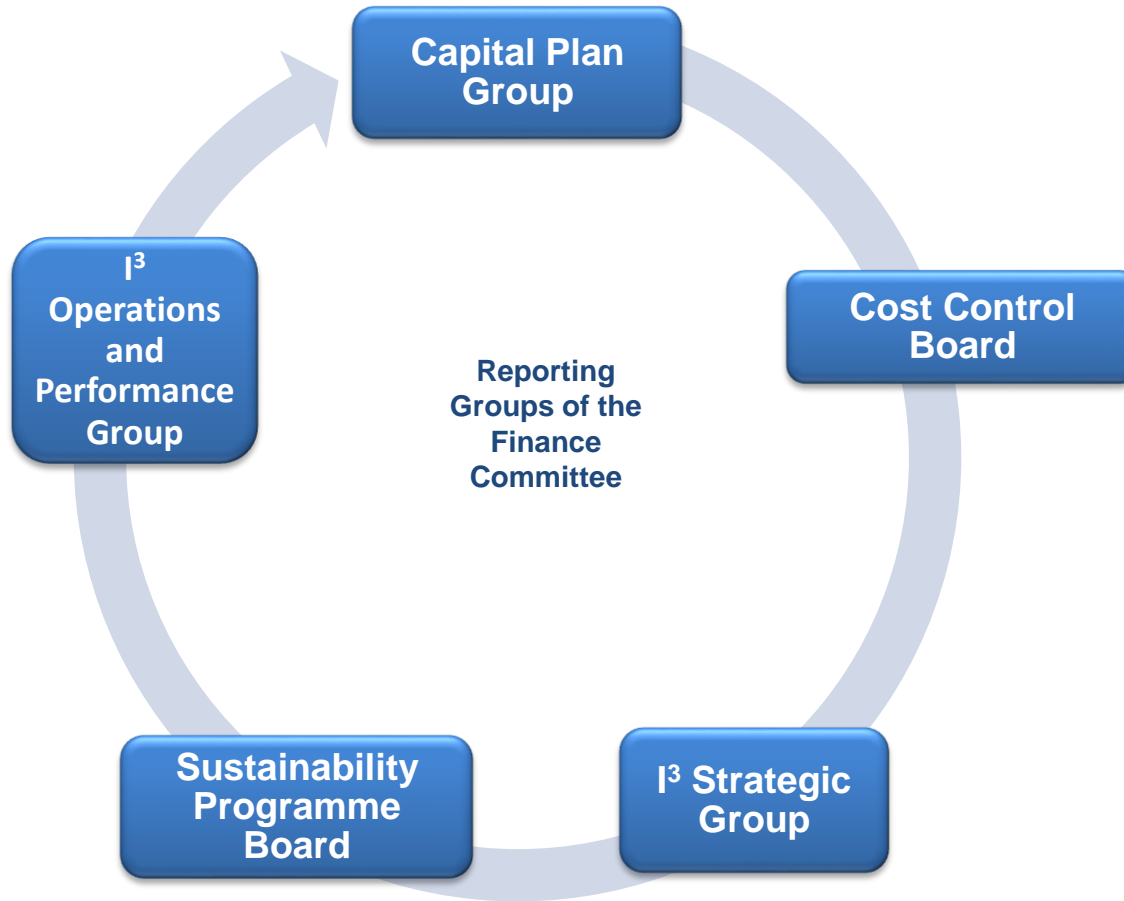 Capital Plan
Group
Cost Control
Board
I³ Strategic
Group
Sustainability
Programme
Board
I³
Operations
and
Performance
Group
Reporting
Groups of the
Finance
Committee